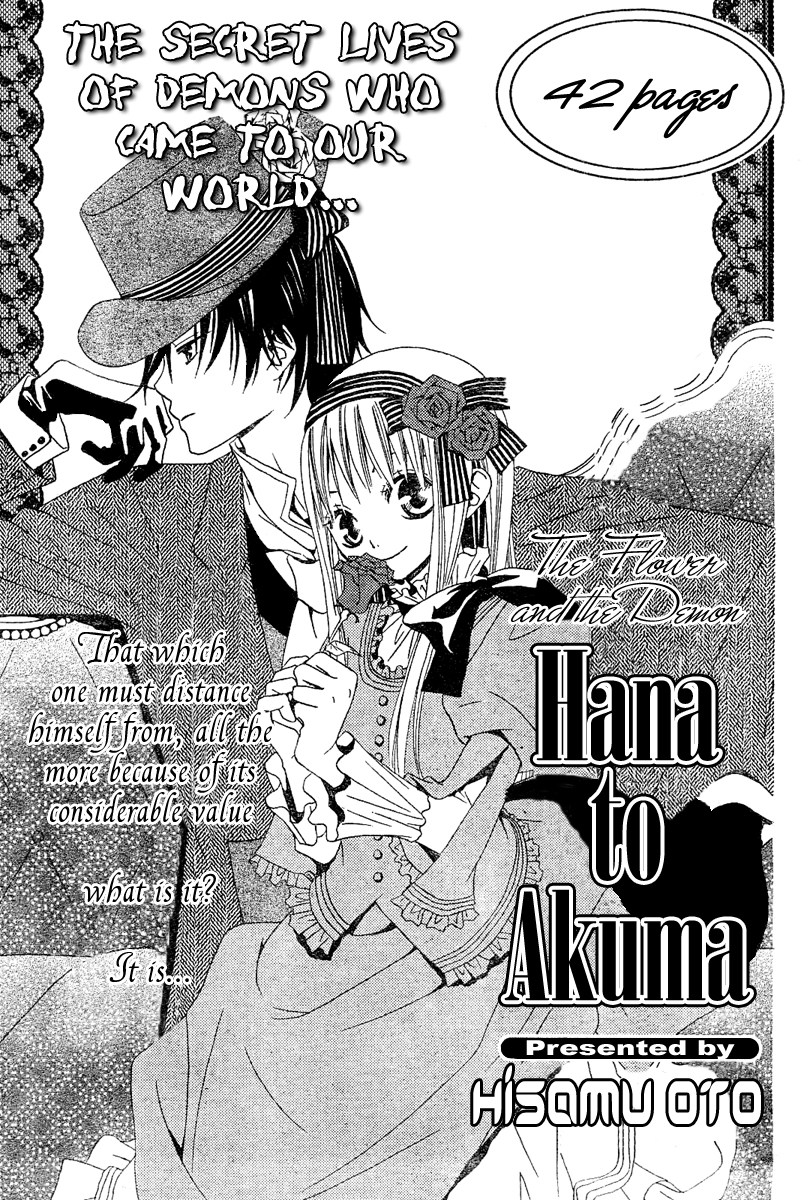 THE SECRET LIVES
OF DEMONS WHO
CAME TO OUR
WORLD...
42 pages
The Flower
and the Demon
Hana
to
Akuma
Presented by
HISAMU OTO
That which
one must distance
himself from, all the
more because of its
considerable value
what is it?
It is...